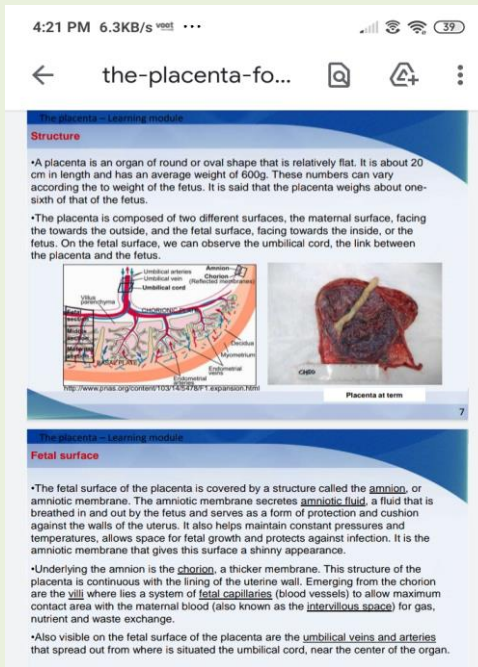 4:21 PM 6.3KB/s ...
39
the-placenta-fo...
The placenta – Learning module
Structure
•A placenta is an organ of round or oval shape that is relatively flat. It is about 20
cm in length and has an average weight of 600g. These numbers can vary
according the to weight of the fetus. It is said that the placenta weighs about one-
sixth of that of the fetus.
•The placenta is composed of two different surfaces, the maternal surface, facing
the towards the outside, and the fetal surface, facing towards the inside, or the
fetus. On the fetal surface, we can observe the umbilical cord, the link between
the placenta and the fetus.
Umbilical arteries
Umbilical vein
Umbilical cord
Amnion
Chorion
(Reflected membranes)
Villus
parenchyma
CHORIONIC PLATE
BASAL PLATE
Decidua
Myometrium
Endometrial
veins
Endometrial
arteries
http://www.pnas.org/content/103/14/5478/F1.expansion.html
Placenta at term
7
The placenta – Learning module
Fetal surface
•The fetal surface of the placenta is covered by a structure called the amnion, or
amniotic membrane. The amniotic membrane secretes amniotic fluid, a fluid that is
breathed in and out by the fetus and serves as a form of protection and cushion
against the walls of the uterus. It also helps maintain constant pressures and
temperatures, allows space for fetal growth and protects against infection. It is the
amniotic membrane that gives this surface a shinny appearance.
•Underlying the amnion is the chorion, a thicker membrane. This structure of the
placenta is continuous with the lining of the uterine wall. Emerging from the chorion
are the villi where lies a system of fetal capillaries (blood vessels) to allow maximum
contact area with the maternal blood (also known as the intervillous space) for gas,
nutrient and waste exchange.
•Also visible on the fetal surface of the placenta are the umbilical veins and arteries
that spread out from where is situated the umbilical cord, near the center of the organ.